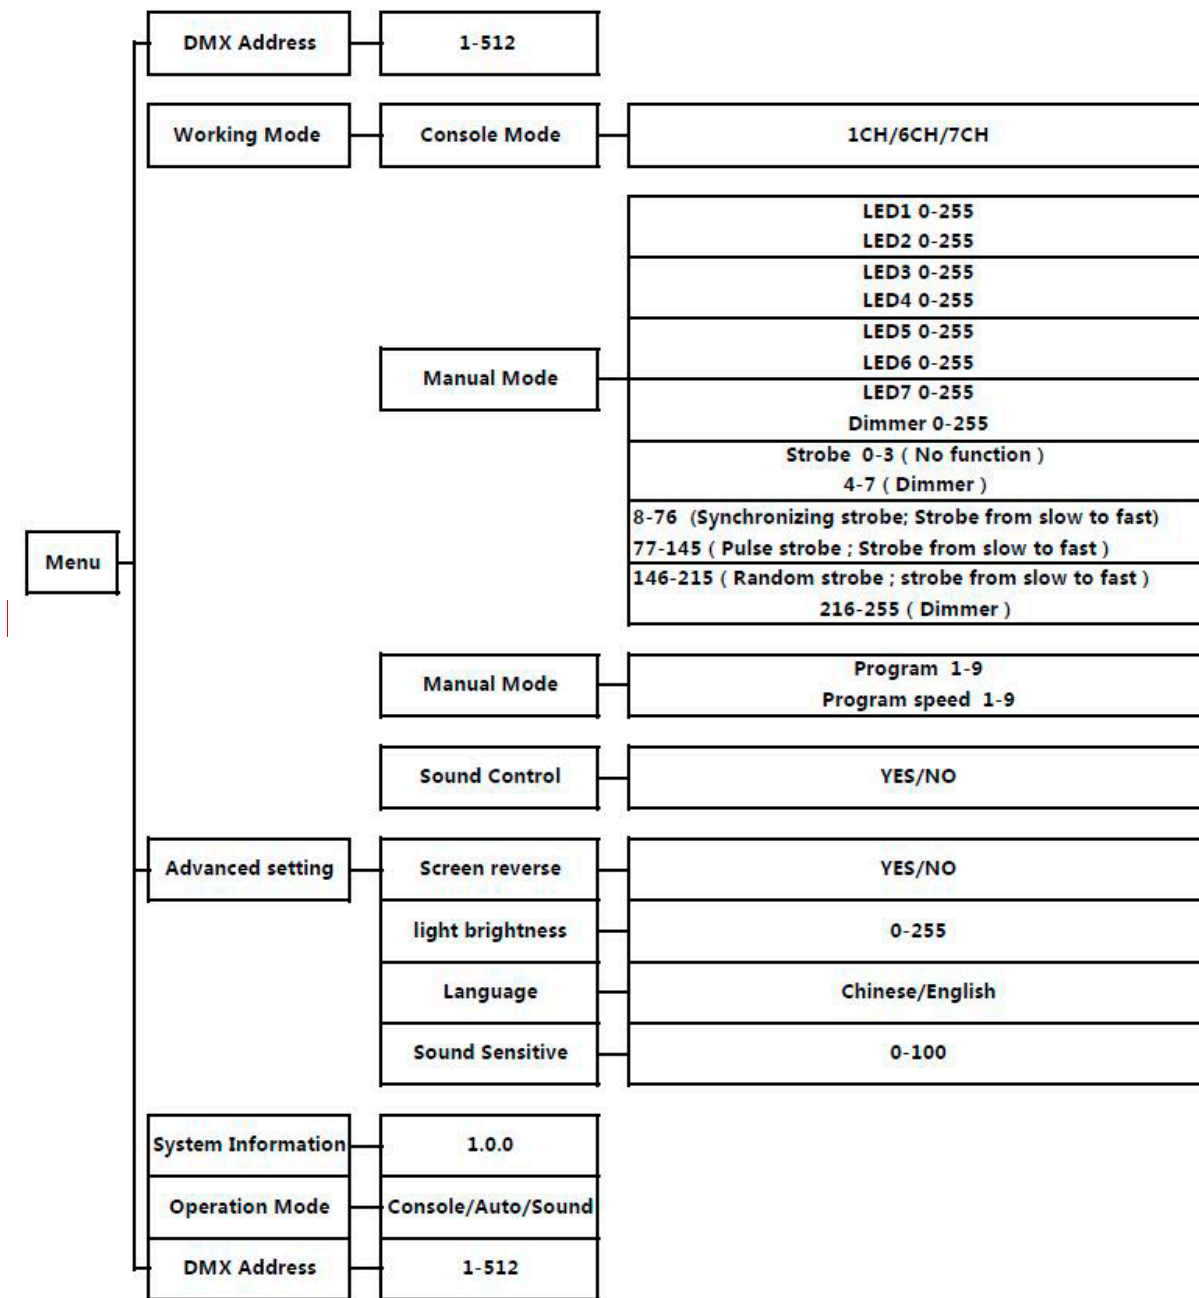 DMX Address
1-512
Working Mode
Console Mode
1CH/6CH/7CH
LED1 0-255
LED2 0-255
LED3 0-255
LED4 0-255
LED5 0-255
LED6 0-255
Manual Mode
LED7 0-255
Dimmer 0-255
Strobe 0-3 ( No function )
4-7 ( Dimmer )
8-76 (Synchronizing strobe; Strobe from slow to fast)
77-145 ( Pulse strobe ; Strobe from slow to fast )
Menu
146-215 ( Random strobe ; strobe from slow to fast )
216-255 ( Dimmer )
Manual Mode
Program 1-9
Program speed 1-9
Sound Control
YES/NO
Advanced setting
Screen reverse
YES/NO
light brightness
0-255
Language
Chinese/English
Sound Sensitive
0-100
System Information
1.0.0
Operation Mode
Console/Auto/Sound
DMX Address
1-512